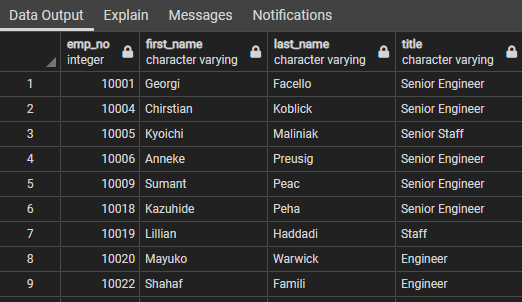 Data Output Explain Messages Notifications
emp_no first_name last_name title
integer character varying character varying character varying
1 10001 Georgi Facello Senior Engineer
2 10004 Chirstian Koblick Senior Engineer
3 10005 Kyoichi Maliniak Senior Staff
4 10006 Anneke Preusig Senior Engineer
5 10009 Sumant Peac Senior Engineer
6 10018 Kazuhide Peha Senior Engineer
7 10019 Lillian Haddadi Staff
8 10020 Mayuko Warwick Engineer
9 10022 Shahaf Famili Engineer